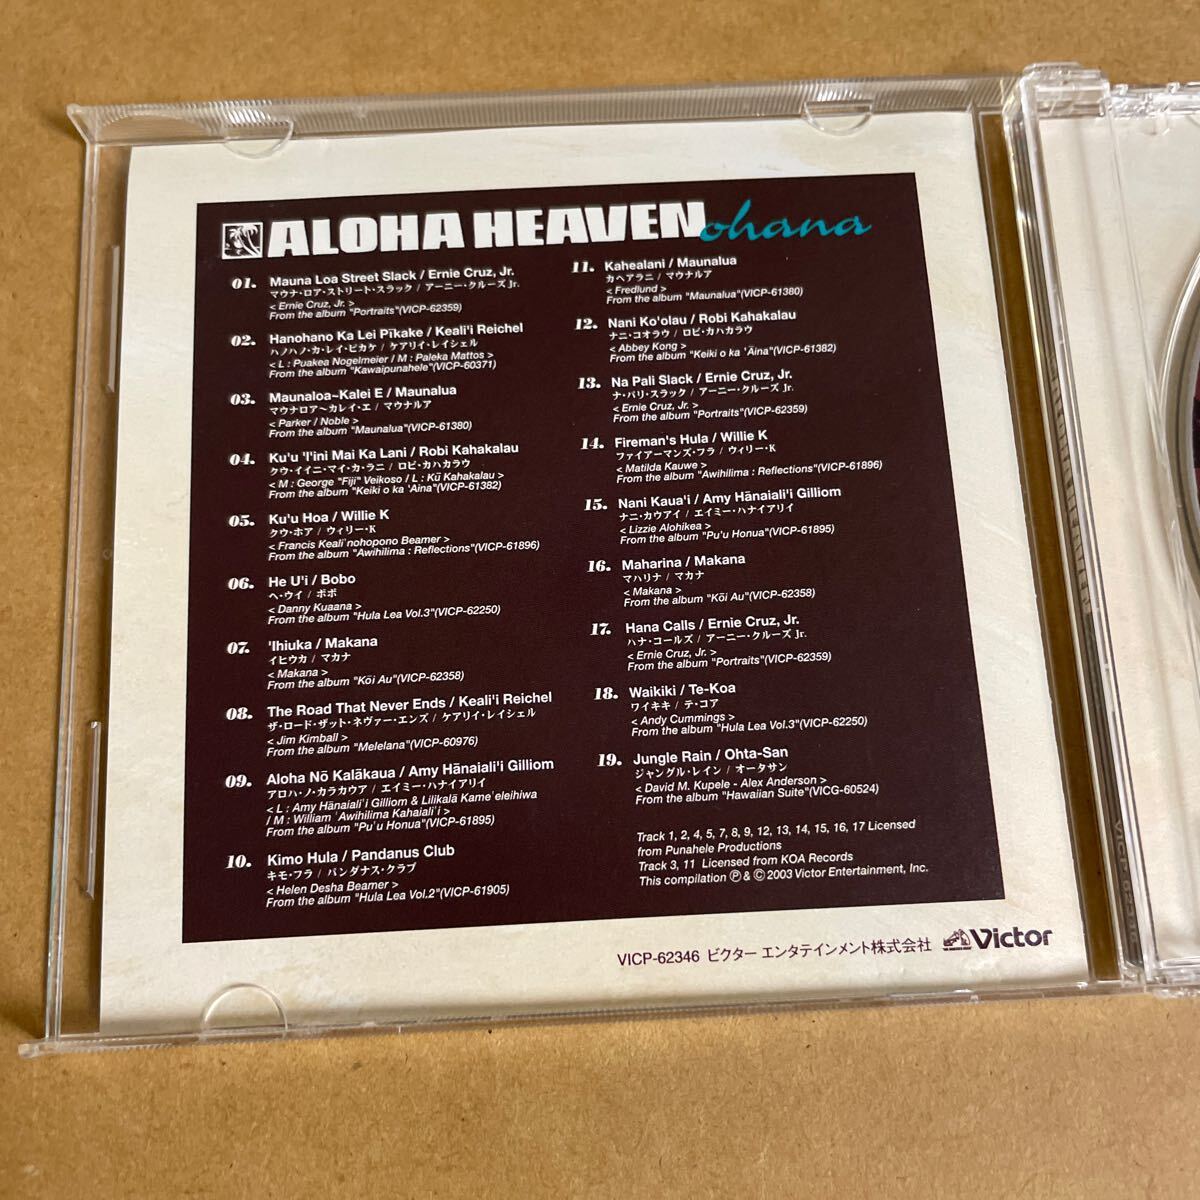 ALOHA HEAVEN ohana
01. Mauna Loa Street Slack / Ernie Cruz, Jr.
マウナ・ロア・ストリート・スラック / アーニー・クルーズJr.
< Ernie Cruz, Jr. >
From the album "Portraits"(VICP-62359)
02. Hanohano Ka Lei Pīkake / Keali'i Reichel
ハノハノ・カ・レイ・ピカケ / ケアリイ・レイシェル
< L : Puakea Nogelmeier / M : Paleka Mattos >
From the album "Kawaipunahele"(VICP-60371)
03. Maunaloa~Kalei E / Maunalua
マウナロア〜カレイ・エ / マウナルア
< Parker / Noble >
From the album "Maunalua"(VICP-61380)
04. Ku'u 'I'ini Mai Ka Lani / Robi Kahakalau
クウ・イイニ・マイ・カ・ラニ / ロビ・カハカラウ
< M : George "Fiji" Veikoso / L : Kū Kahakalau >
From the album "Keiki o ka 'Aina"(VICP-61382)
05. Ku'u Hoa / Willie K
クウ・ホア / ウィリー・K
< Francis Keali'nohopono Beamer >
From the album "Awihilima : Reflections"(VICP-61896)
06. He U'i / Bobo
ヘ・ウイ / ボボ
< Danny Kuaana >
From the album "Hula Lea Vol.3"(VICP-62250)
07. 'Ihiuka / Makana
イヒウカ / マカナ
< Makana >
From the album "Kōi Au"(VICP-62358)
08. The Road That Never Ends / Keali'i Reichel
ザ・ロード・ザット・ネヴァー・エンズ / ケアリイ・レイシェル
< Jim Kimball >
From the album "Melelana"(VICP-60976)
09. Aloha Nō Kalākaua / Amy Hānaiali'i Gilliom
アロハ・ノ・カラカウア / エイミー・ハナイアリイ
< L : Amy Hānaiali'i Gilliom & Lilikalā Kame'eleihiwa
/ M : William 'Awihilima Kahaiali'i >
From the album "Pu'u Honua"(VICP-61895)
10. Kimo Hula / Pandanus Club
キモ・フラ / パンダナス・クラブ
< Helen Desha Beamer >
From the album "Hula Lea Vol.2"(VICP-61905)
11. Kahealani / Maunalua
カヘアラニ / マウナルア
< Fredlund >
From the album "Maunalua"(VICP-61380)
12. Nani Ko'olau / Robi Kahakalau
ナニ・コオラウ / ロビ・カハカラウ
< Abbey Kong >
From the album "Keiki o ka 'Āina"(VICP-61382)
13. Na Pali Slack / Ernie Cruz, Jr.
ナ・パリ・スラック / アーニー・クルーズJr.
< Ernie Cruz, Jr. >
From the album "Portraits"(VICP-62359)
14. Fireman's Hula / Willie K
ファイアーマンズ・フラ / ウィリー・K
< Matilda Kauwe >
From the album "Awihilima : Reflections"(VICP-61896)
15. Nani Kaua'i / Amy Hānaiali'i Gilliom
ナニ・カウアイ / エイミー・ハナイアリイ
< Lizzie Alohikea >
From the album "Pu'u Honua"(VICP-61895)
16. Maharina / Makana
マハリナ / マカナ
< Makana >
From the album "Kōi Au"(VICP-62358)
17. Hana Calls / Ernie Cruz, Jr.
ハナ・コールズ / アーニー・クルーズJr.
< Ernie Cruz, Jr. >
From the album "Portraits"(VICP-62359)
18. Waikiki / Te-Koa
ワイキキ / テ・コア
< Andy Cummings >
From the album "Hula Lea Vol.3"(VICP-62250)
19. Jungle Rain / Ohta-San
ジャングル・レイン / オータサン
< David M. Kupele - Alex Anderson >
From the album "Hawaiian Suite"(VICG-60524)
Track 1, 2, 4, 5, 7, 8, 9, 12, 13, 14, 15, 16, 17 Licensed
from Punahele Productions
Track 3, 11 Licensed from KOA Records
This compilation ℗ & © 2003 Victor Entertainment, Inc.
VICP-62346 ビクター エンタテインメント株式会社 Victor